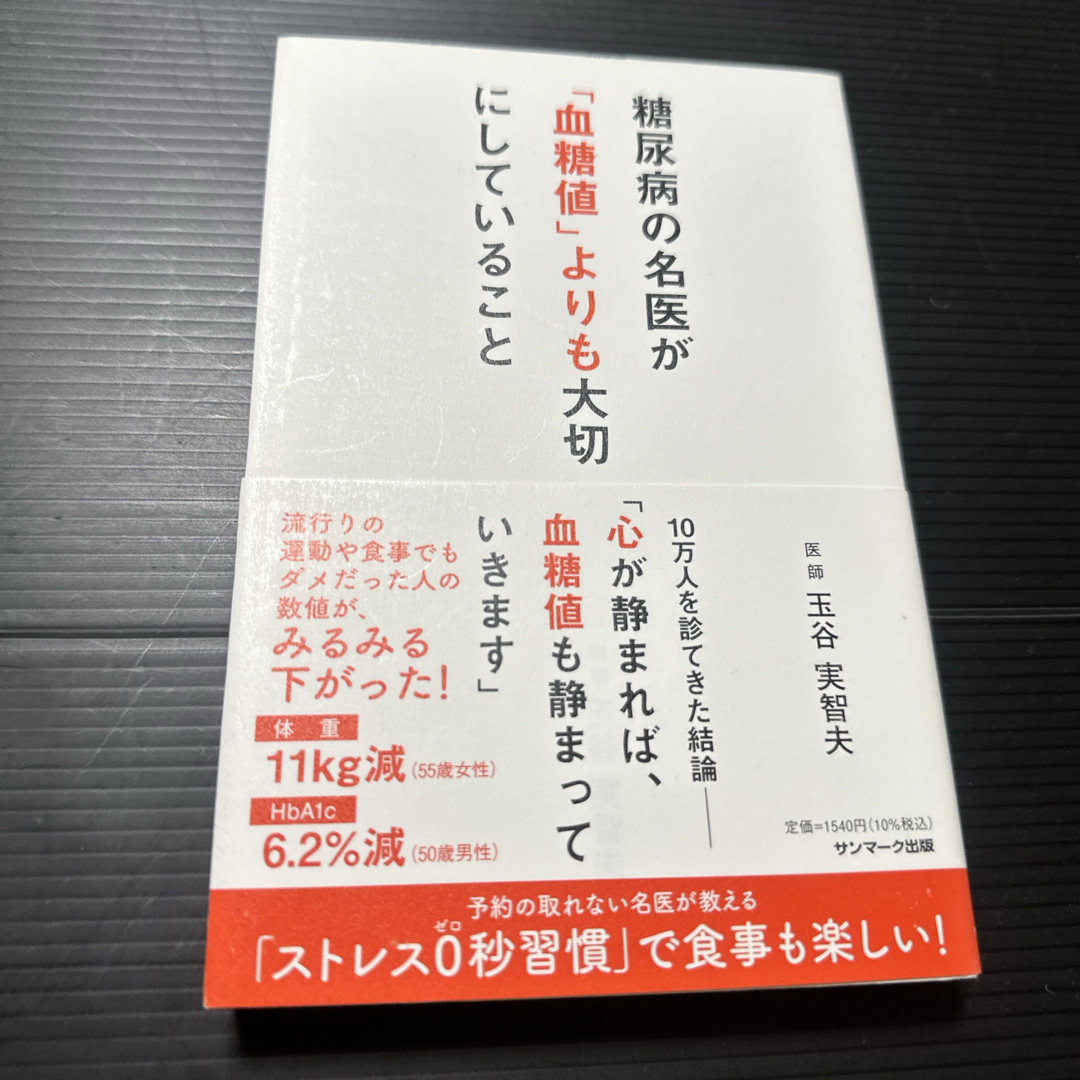 糖尿病の名医が
「血糖値」よりも大切
にしていること
医師 玉谷 実智夫
10万人を診てきた結論――
「心が静まれば、
血糖値も静まって
いきます」
流行りの
運動や食事でも
ダメだった人の
数値が、
みるみる
下がった!
体重
11kg減(55歳女性)
HbA1c
6.2%減(50歳男性)
定価=1540円(10%税込)
サンマーク出版
予約の取れない名医が教える
ゼロ
「ストレス0秒習慣」で食事も楽しい!